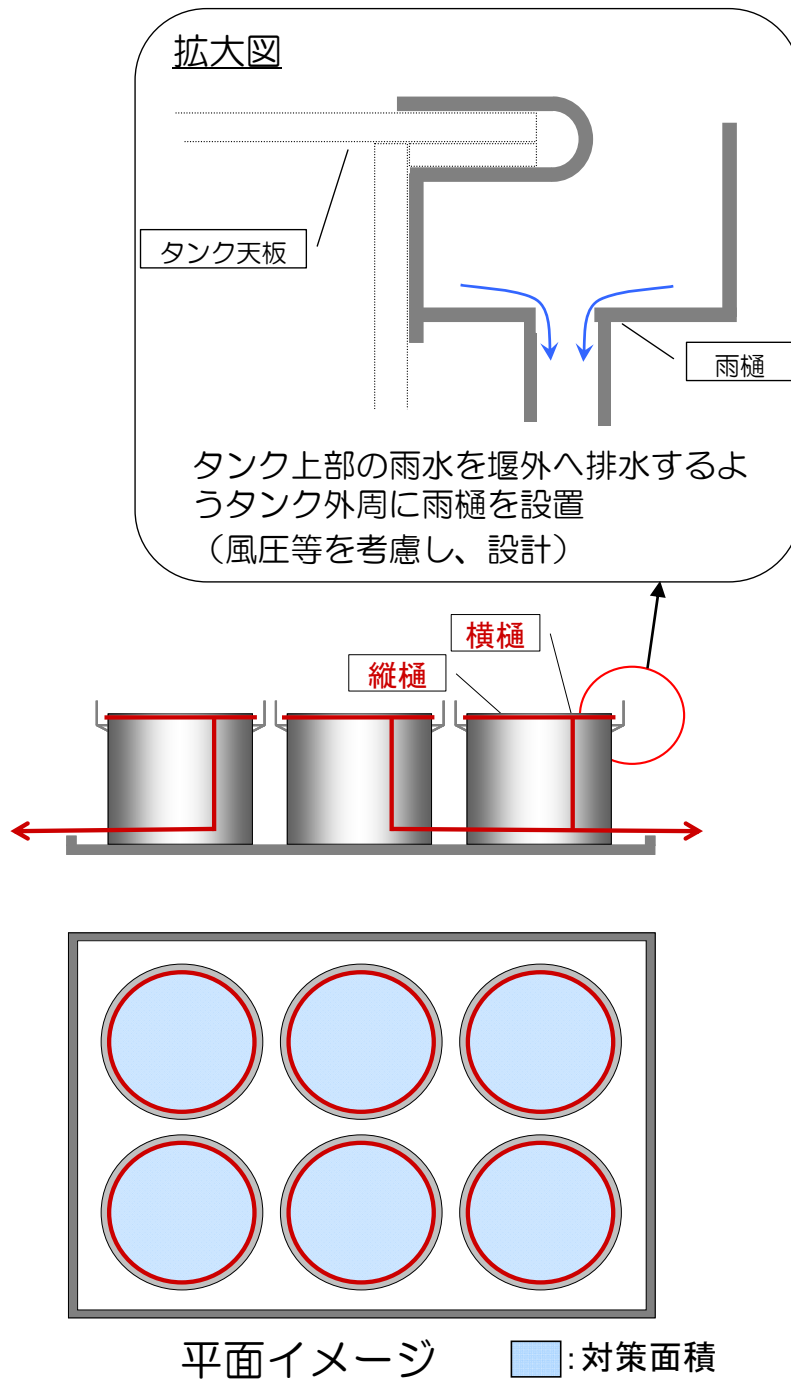 拡大図
タンク天板
雨樋
タンク上部の雨水を堰外へ排水するよ
うタンク外周に雨樋を設置
（風圧等を考慮し、設計）
横樋
縦樋
平面イメージ
：対策面積